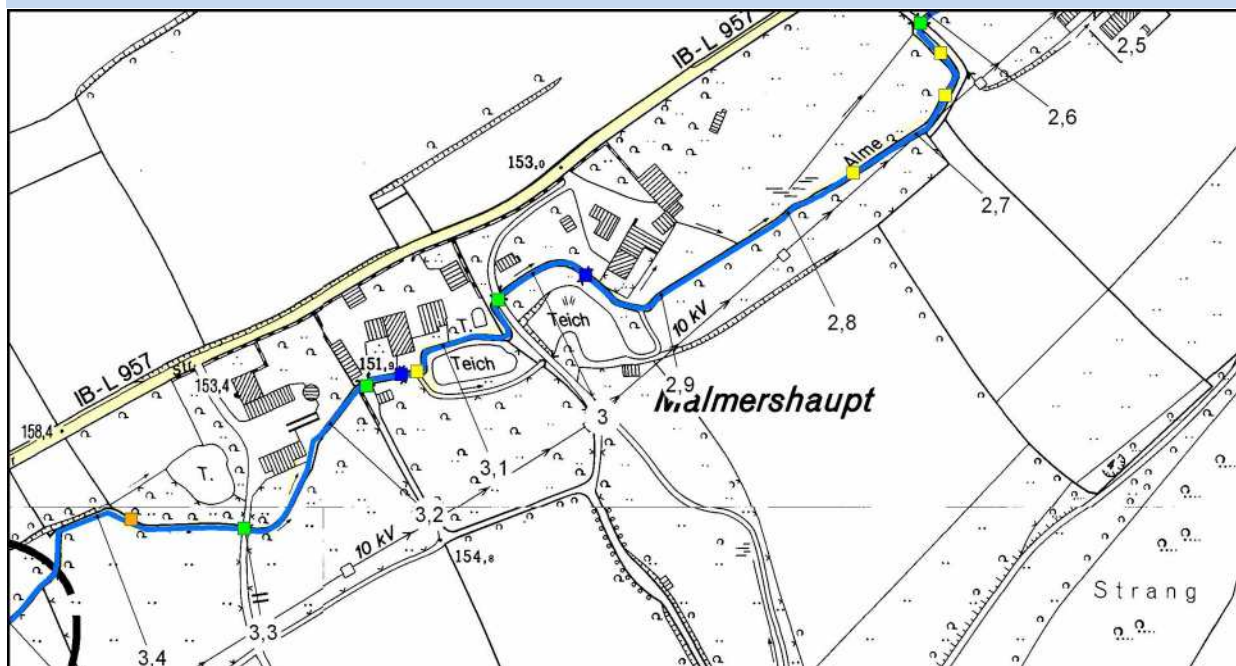 IB-L 957
2,5
2,6
Alme
153,0
2,7
Teich
10 kV
2,8
T.
Teich
151,9
2,9
IB-L 957
153,4
Malmershaupt
3
158,4
T.
3,1
3,2
10 kV
154,8
Strang
3,3
3,4